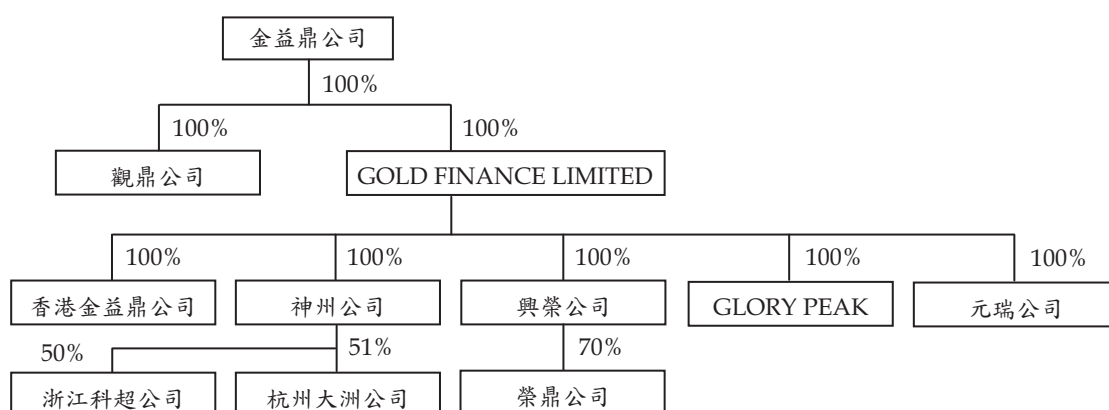 金益鼎公司
100%
100%
100%
觀鼎公司
GOLD FINANCE LIMITED
100%
100%
100%
100%
100%
香港金益鼎公司
神州公司
興榮公司
GLORY PEAK
元瑞公司
50%
51%
70%
浙江科超公司
杭州大洲公司
榮鼎公司